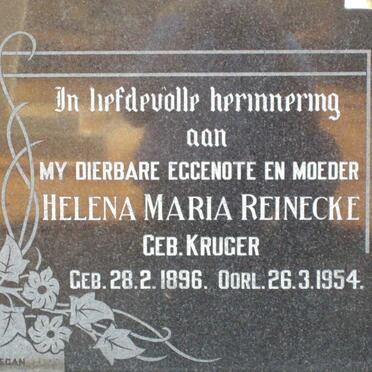 In liefdevolle herinnering
aan
MY DIERBARE EGGENOTE EN MOEDER
HELENA MARIA REINECKE
GEB. KRUGER
GEB. 28.2.1896. OORL. 26.3.1954.